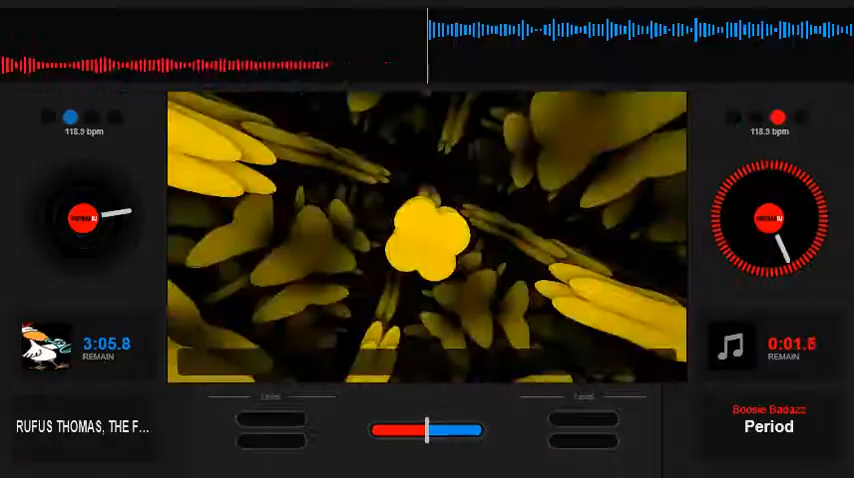 118.9 bpm
118.9 bpm
3:05.8
REMAIN
0:01.5
REMAIN
RUFUS THOMAS, THE F...
Boosie Badazz
Period